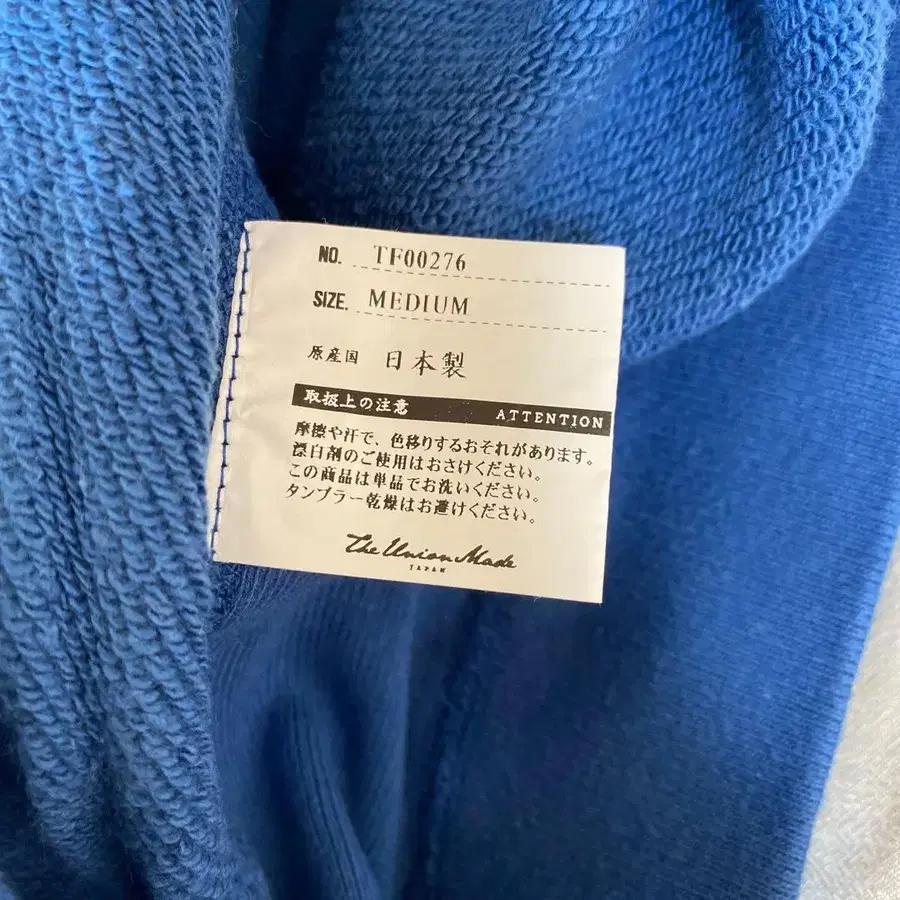 NO. TF00276
SIZE. MEDIUM
原産国 日本製
取扱上の注意 ATTENTION
摩擦や汗で、色移りするおそれがあります。
漂白剤のご使用はおさけください。
この商品は単品でお洗いください。
タンブラー乾燥はお避けください。
The Union Made
JAPAN